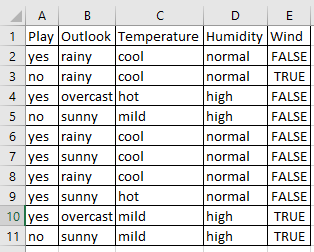 A B C D E
1 Play Outlook Temperature Humidity Wind
2 yes rainy cool normal FALSE
3 no rainy cool normal TRUE
4 yes overcast hot high FALSE
5 no sunny mild high FALSE
6 yes rainy cool normal FALSE
7 yes sunny cool normal FALSE
8 yes rainy cool normal FALSE
9 yes sunny hot normal FALSE
10 yes overcast mild high TRUE
11 no sunny mild high TRUE